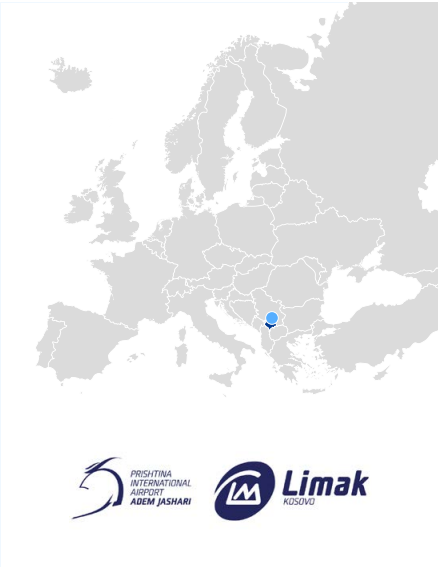 PRISHTINA
INTERNATIONAL
AIRPORT
ADEM JASHARI
Limak
KOSOVO